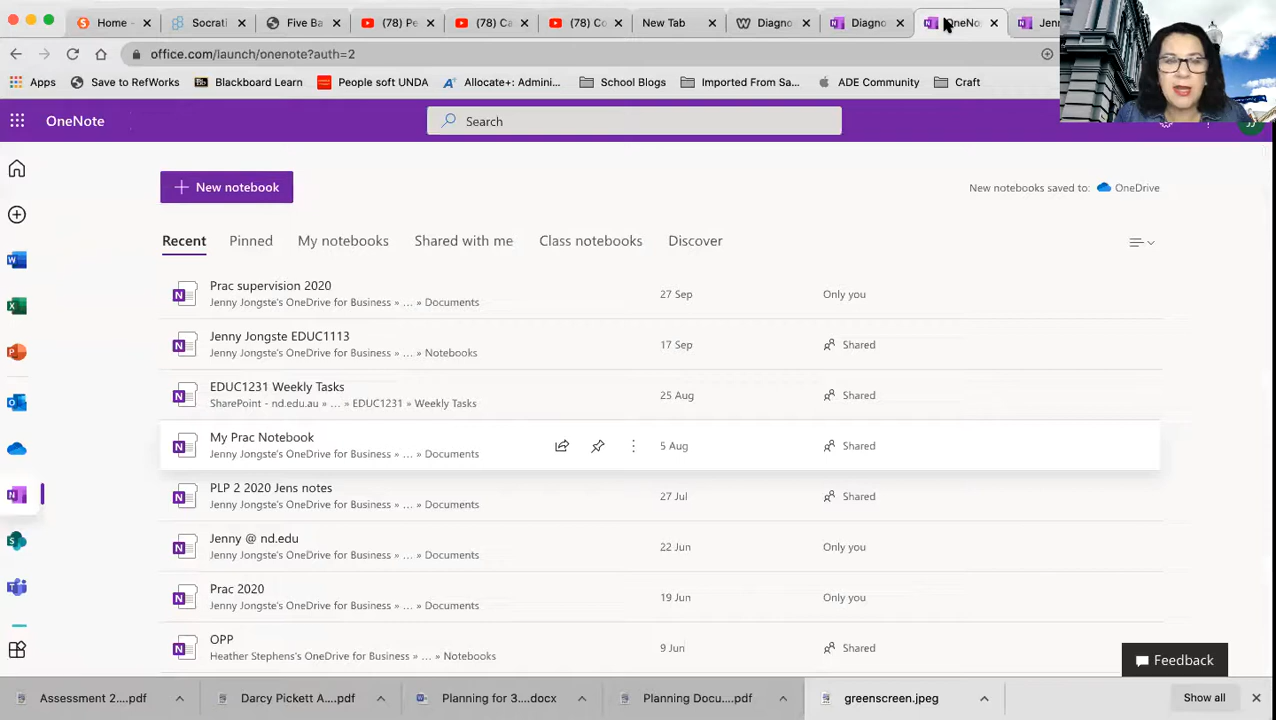 Home -
Socrati
Five Ba
(78) Pe
(78) Ca
(78) Co
New Tab
Diagno
Diagno
OneNo
Jenn
office.com/launch/onenote?auth=2
Apps
Save to RefWorks
Blackboard Learn
Peoplesoft UNDA
Allocate+: Admini...
School Blogs
Imported From Sa...
ADE Community
Craft
OneNote
Search
New notebook
New notebooks saved to: OneDrive
Recent
Pinned
My notebooks
Shared with me
Class notebooks
Discover
Prac supervision 2020
Jenny Jongste's OneDrive for Business » ... » Documents
27 Sep
Only you
Jenny Jongste EDUC1113
Jenny Jongste's OneDrive for Business » ... » Notebooks
17 Sep
Shared
EDUC1231 Weekly Tasks
SharePoint - nd.edu.au » ... » EDUC1231 » Weekly Tasks
25 Aug
Shared
My Prac Notebook
Jenny Jongste's OneDrive for Business » ... » Documents
5 Aug
Shared
PLP 2 2020 Jens notes
Jenny Jongste's OneDrive for Business » ... » Documents
27 Jul
Shared
Jenny @ nd.edu
Jenny Jongste's OneDrive for Business » ... » Documents
22 Jun
Only you
Prac 2020
Jenny Jongste's OneDrive for Business » ... » Documents
19 Jun
Only you
OPP
Heather Stephens's OneDrive for Business » ... » Notebooks
9 Jun
Shared
Feedback
Assessment 2....pdf
Darcy Pickett A....pdf
Planning for 3....docx
Planning Docu....pdf
greenscreen.jpeg
Show all